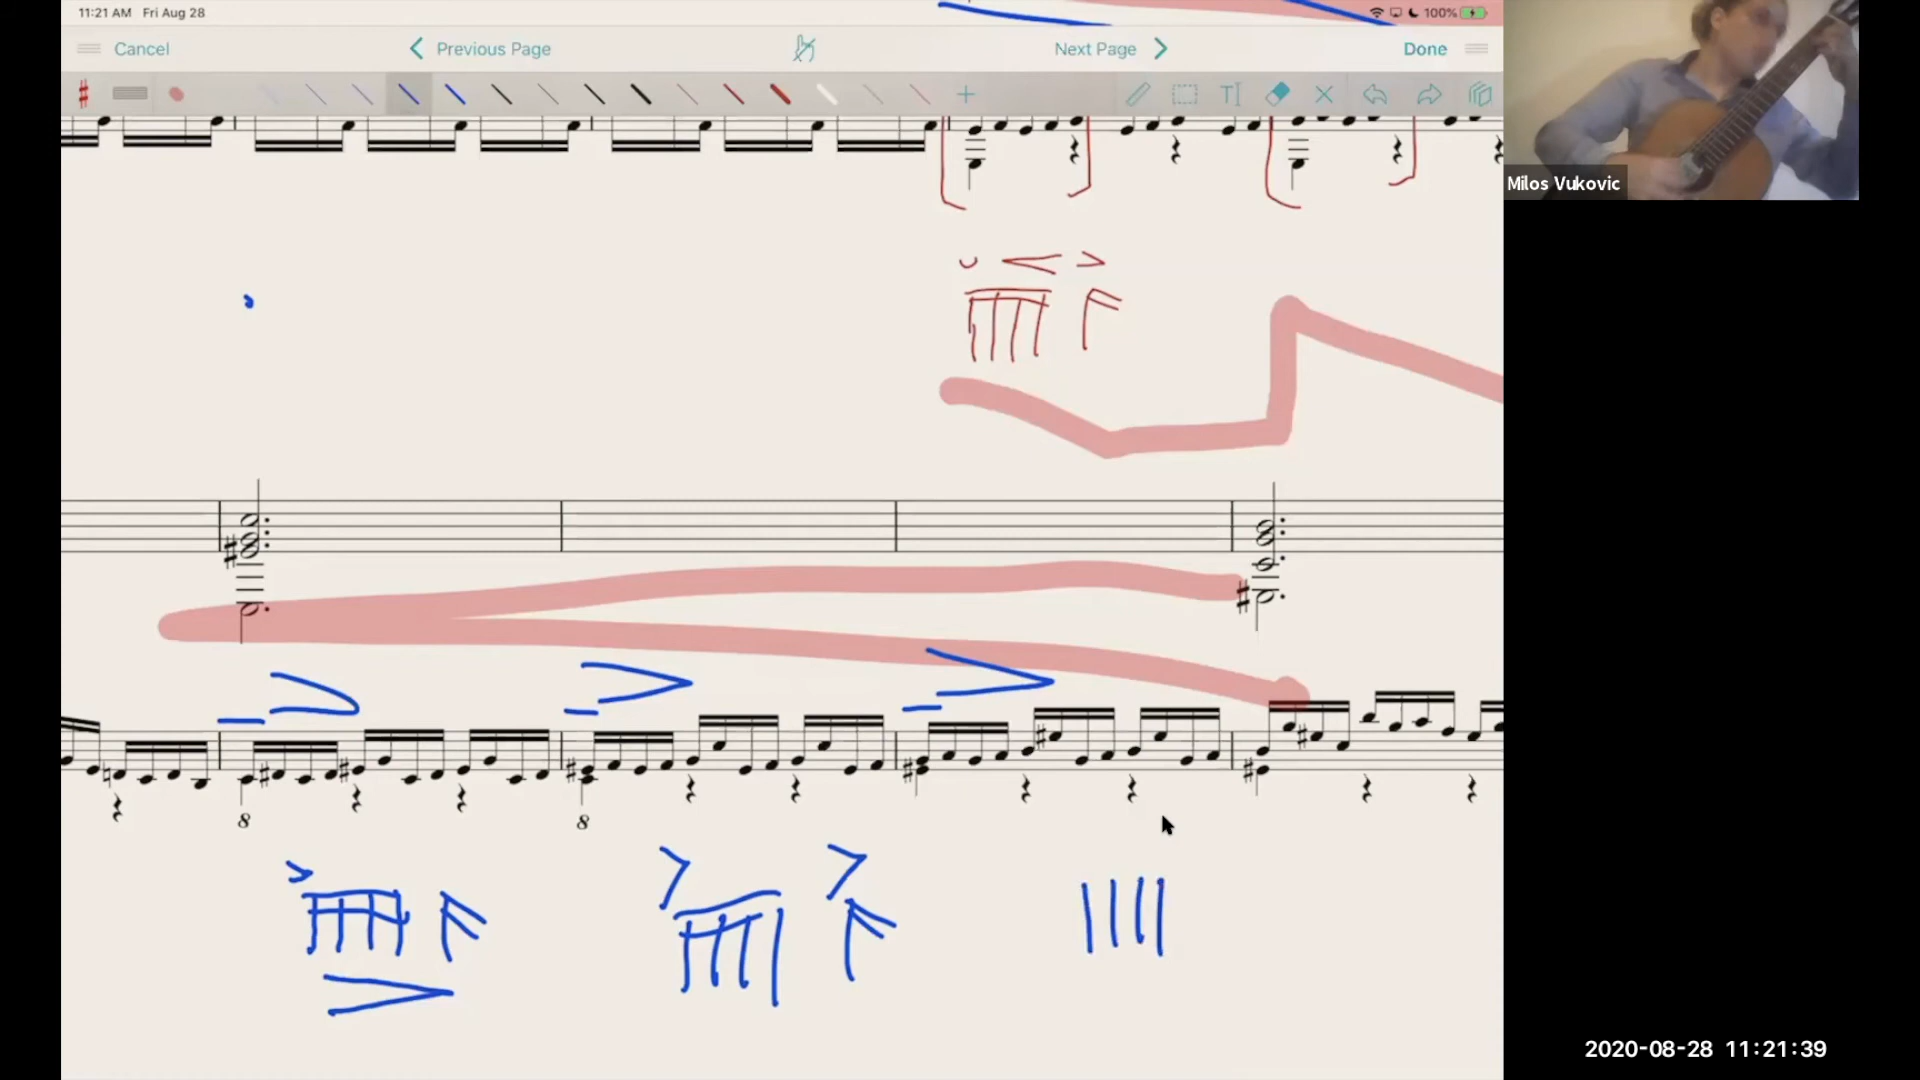 11:21 AM Fri Aug 28
100%
Cancel
Previous Page
Next Page
Done
T
Milos Vukovic
8
8
2020-08-28 11:21:39